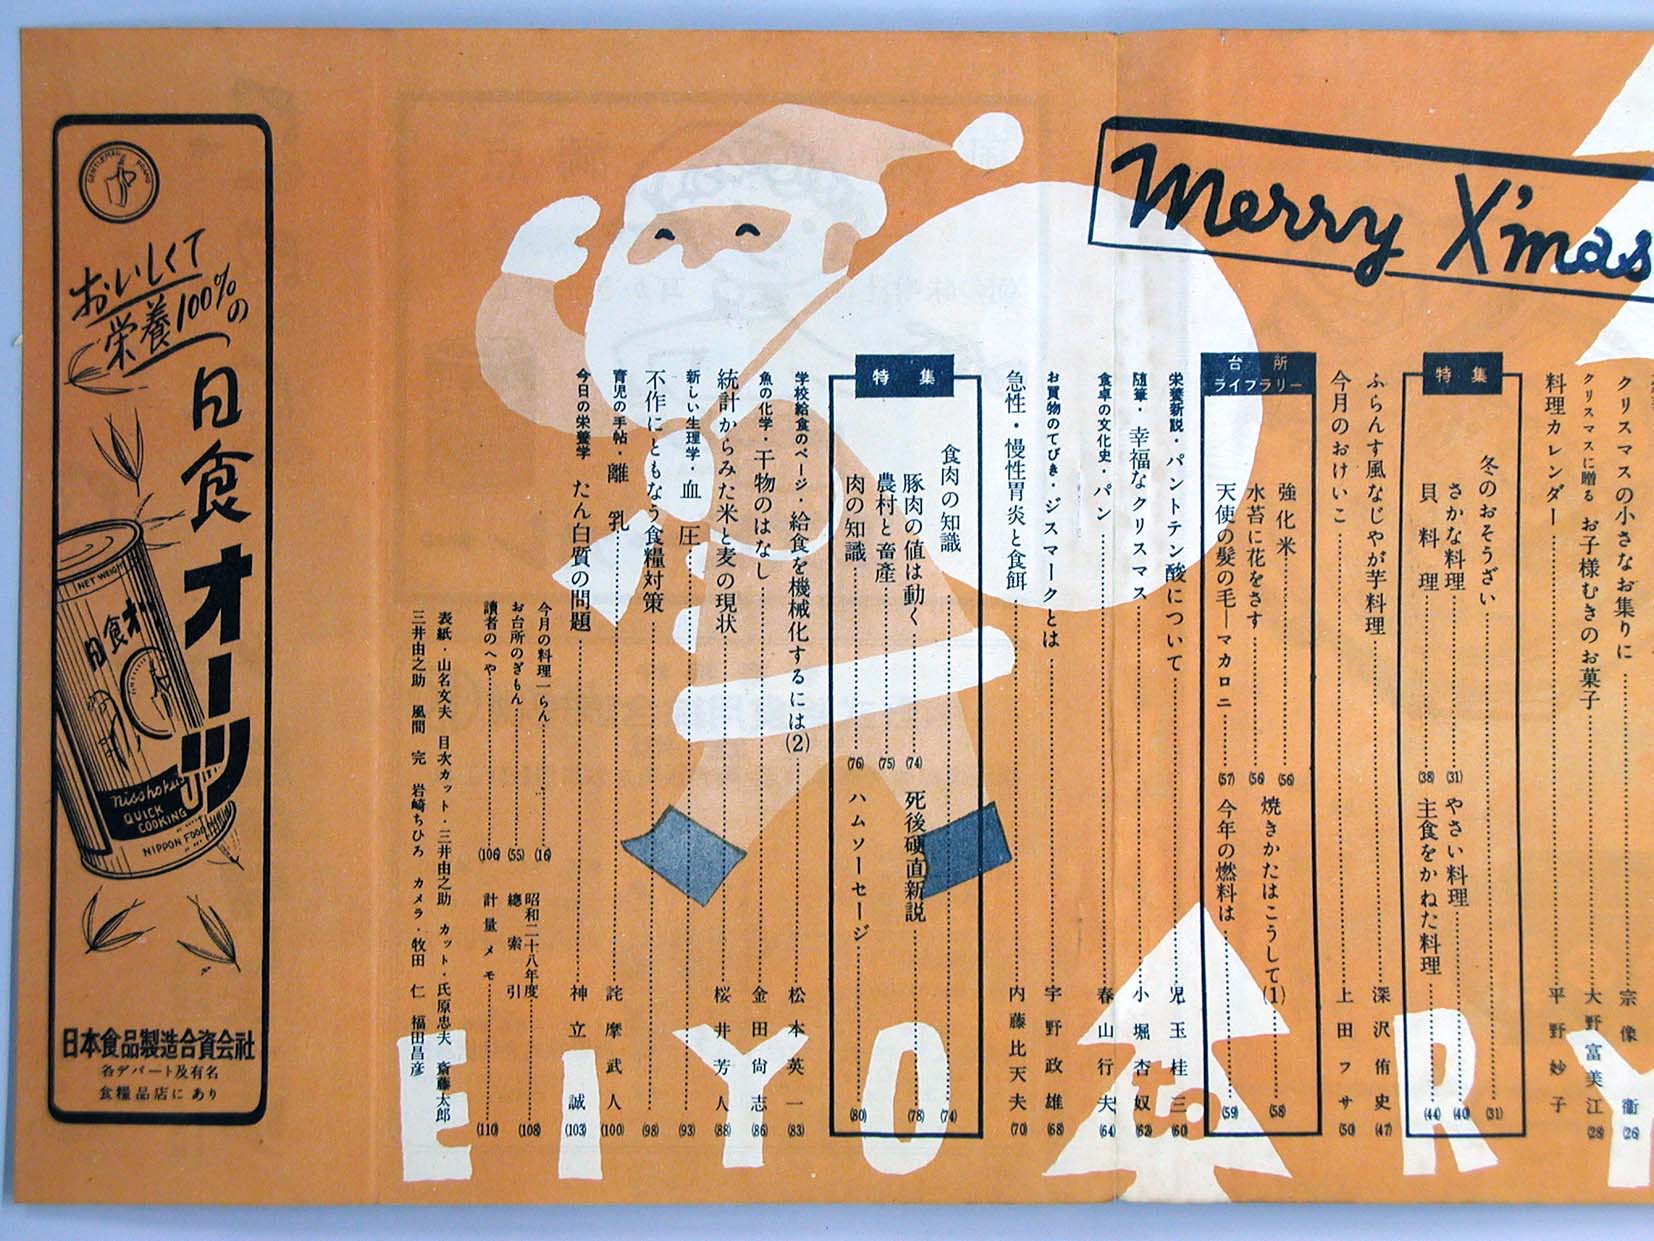 Merry X'mas
クリスマスの小さなお集りに 宗像衞 (26)
クリスマスに贈る お子様むきのお菓子 大野富美江 (28)
料理カレンダー 平野妙子
特集
冬のおそうざい (31)
さかな料理 (31) やさい料理 (40)
貝料理 (38) 主食をかねた料理 (44)
ふらんす風なじやが芋料理 深沢侑史 (47)
今月のおけいこ 上田フサ (50)
台所ライフラリー
強化米 (56) 焼きかたはこうして(1) (58)
水苔に花をさす (56)
天使の髪の毛―マカロニ (57) 今年の燃料は (59)
栄養新説・パントテン酸について 児玉桂三 (60)
随筆・幸福なクリスマス 小堀杏奴 (62)
食卓の文化史・パン 春山行夫 (64)
お買物のてびき・ジスマークとは 宇野政雄 (68)
急性・慢性胃炎と食餌 内藤比天夫 (70)
特集
食肉の知識 (74)
豚肉の値は動く (74) 死後硬直新説 (78)
農村と畜産 (75)
肉の知識 (76) ハムソーセージ (80)
学校給食のページ・給食を機械化するには(2) 松本英一 (83)
魚の化学・干物のはなし 金田尙志 (86)
統計からみた米と麦の現状 桜井芳人 (88)
新しい生理学・血圧 (93)
不作にともなう食糧対策 (98)
育児の手帖・離乳 詫摩武人 (100)
今日の栄養学 たん白質の問題 神立誠 (103)
今月の料理一らん (16) 昭和二十八年度
お台所のぎもん (55) 總索引 (108)
讀者のへや (106) 計量メモ (110)
表紙・山名文夫 目次カット・三井由之助 カット・氏原忠夫 斎藤太郎
三井由之助 風間完 岩崎ちひろ カメラ・牧田仁 福田昌彦
EIYO to RY
GENTLEMAN BRAND
おいしくて
栄養100%の
日食オーツ
NET WEIGHT
日食オー
nisshoku
QUICK
COOKING
NIPPON FOOD
日本食品製造合資会社
各デパート及有名
食糧品店にあり